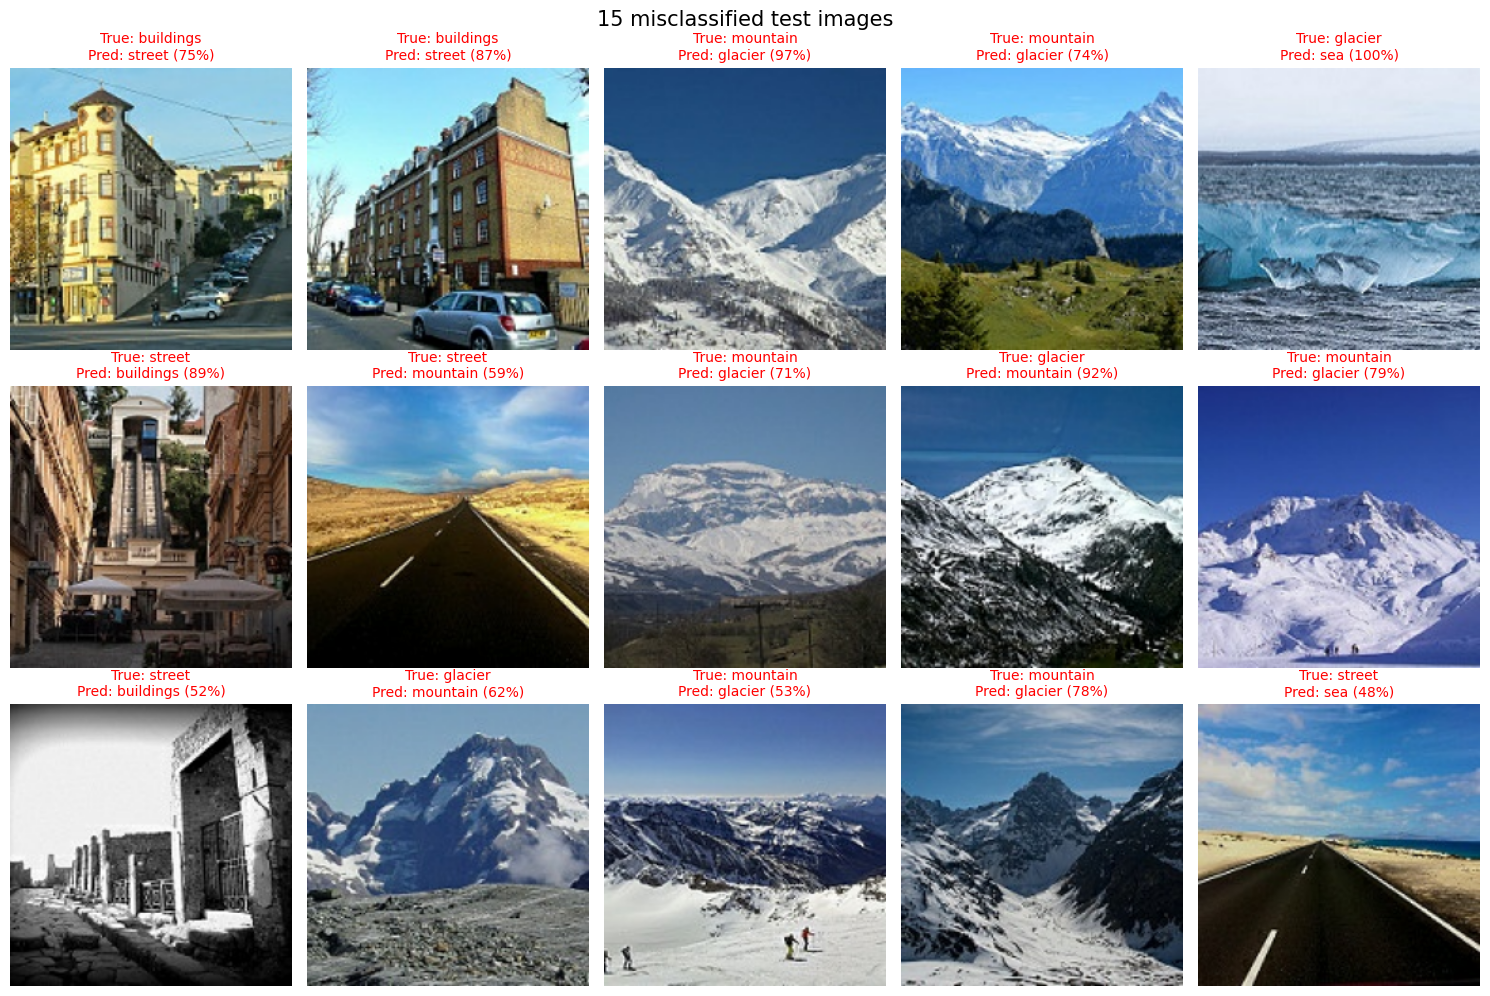 15 misclassified test images
True: buildings
Pred: street (75%)
True: buildings
Pred: street (87%)
True: mountain
Pred: glacier (97%)
True: mountain
Pred: glacier (74%)
True: glacier
Pred: sea (100%)
True: street
Pred: buildings (89%)
True: street
Pred: mountain (59%)
True: mountain
Pred: glacier (71%)
True: glacier
Pred: mountain (92%)
True: mountain
Pred: glacier (79%)
True: street
Pred: buildings (52%)
True: glacier
Pred: mountain (62%)
True: mountain
Pred: glacier (53%)
True: mountain
Pred: glacier (78%)
True: street
Pred: sea (48%)